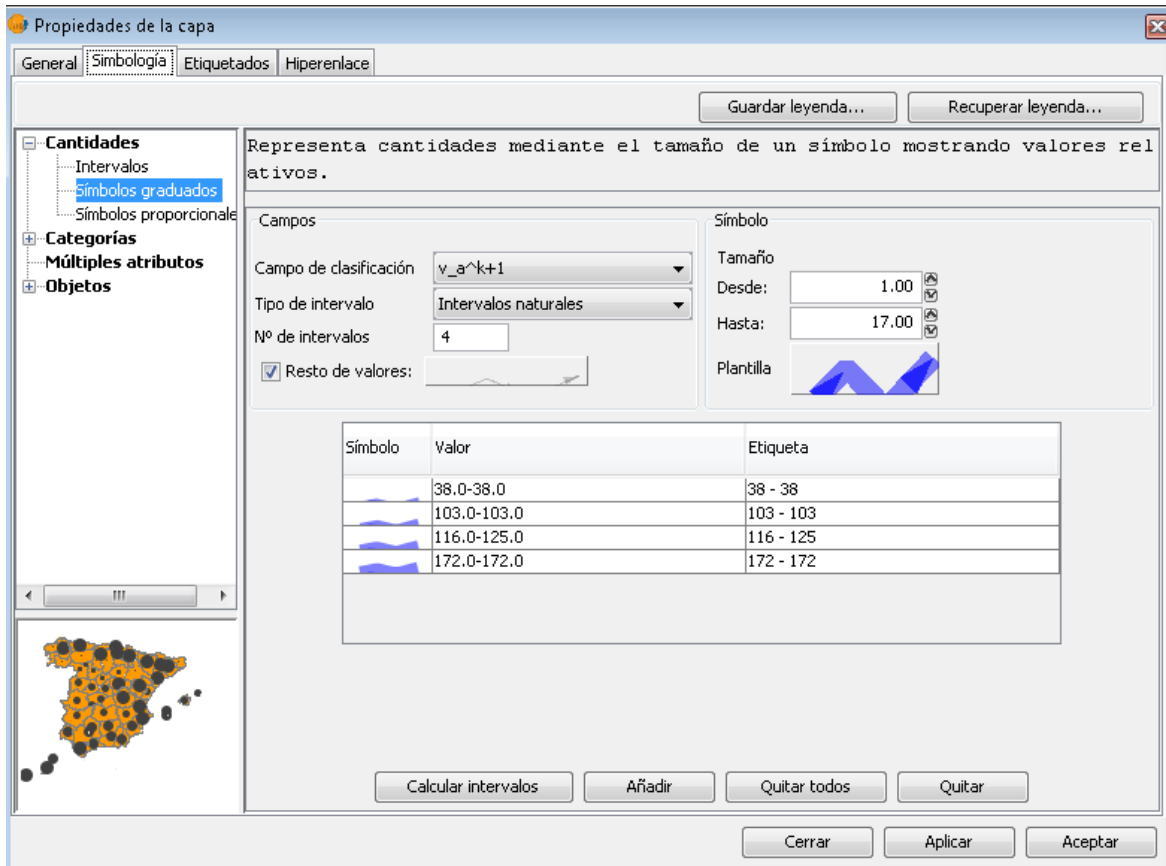 Propiedades de la capa
General Simbología Etiquetados Hiperenlace
Guardar leyenda... Recuperar leyenda...
Cantidades
Intervalos
Símbolos graduados
Símbolos proporcionale
Categorías
Múltiples atributos
Objetos
Representa cantidades mediante el tamaño de un símbolo mostrando valores rel
ativos.
Campos
Campo de clasificación v_a^k+1
Tipo de intervalo Intervalos naturales
Nº de intervalos 4
Resto de valores:
Símbolo
Tamaño
Desde: 1.00
Hasta: 17.00
Plantilla
Símbolo Valor Etiqueta
38.0-38.0 38 - 38
103.0-103.0 103 - 103
116.0-125.0 116 - 125
172.0-172.0 172 - 172
Calcular intervalos Añadir Quitar todos Quitar
Cerrar Aplicar Aceptar